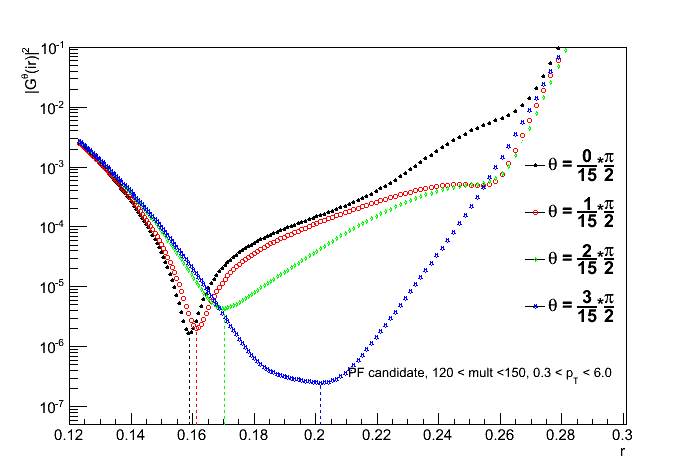 |G^θ(ir)|²
10⁻¹
10⁻²
10⁻³
10⁻⁴
10⁻⁵
10⁻⁶
10⁻⁷
θ = 0/15*π/2
θ = 1/15*π/2
θ = 2/15*π/2
θ = 3/15*π/2
PF candidate, 120 < mult <150, 0.3 < p_T < 6.0
0.12 0.14 0.16 0.18 0.2 0.22 0.24 0.26 0.28 0.3
r